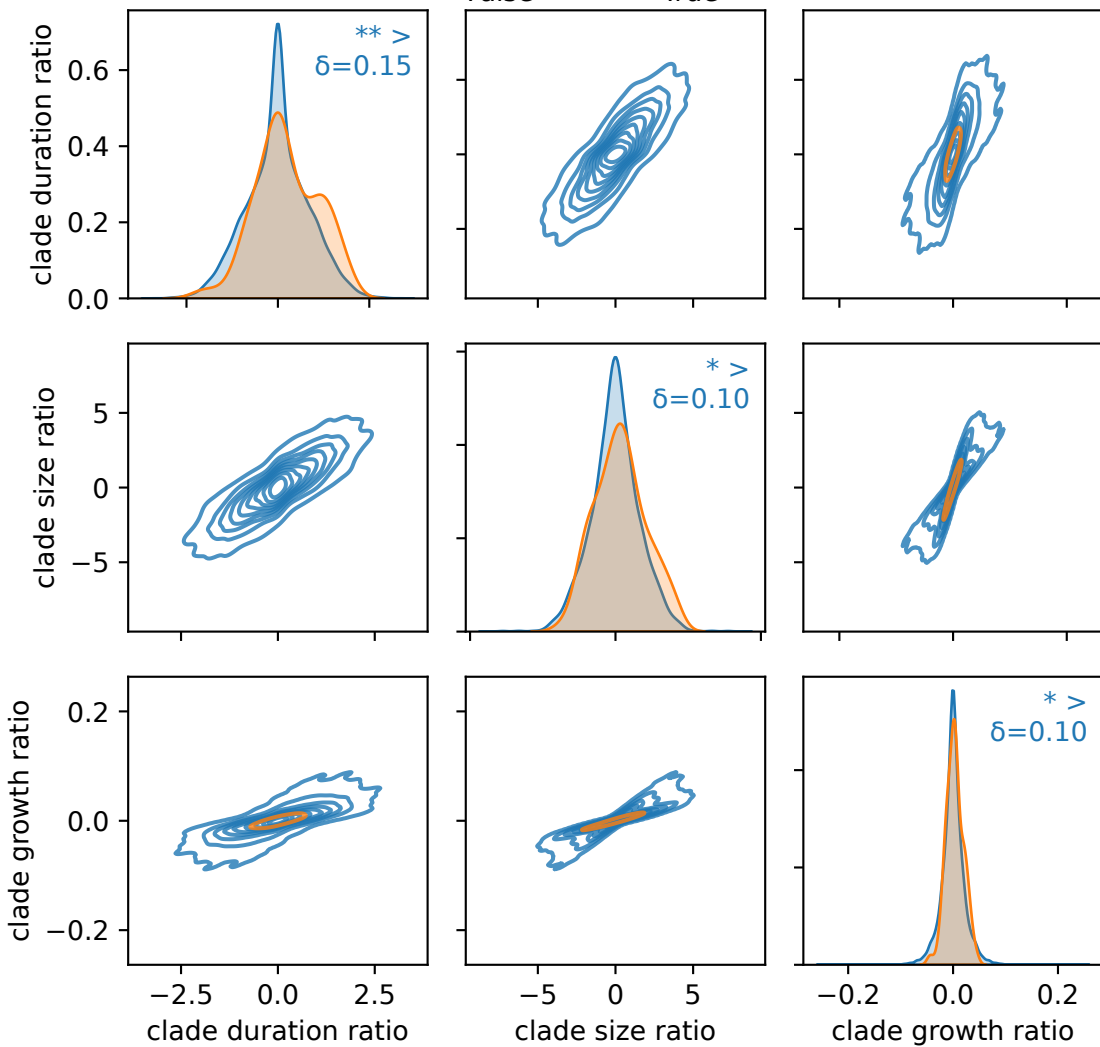 clade duration ratio
0.6
0.4
0.2
0.0
** >
δ=0.15
clade size ratio
5
0
−5
* >
δ=0.10
clade growth ratio
0.2
0.0
−0.2
* >
δ=0.10
−2.5 0.0 2.5
−5 0 5
−0.2 0.0 0.2
clade duration ratio
clade size ratio
clade growth ratio